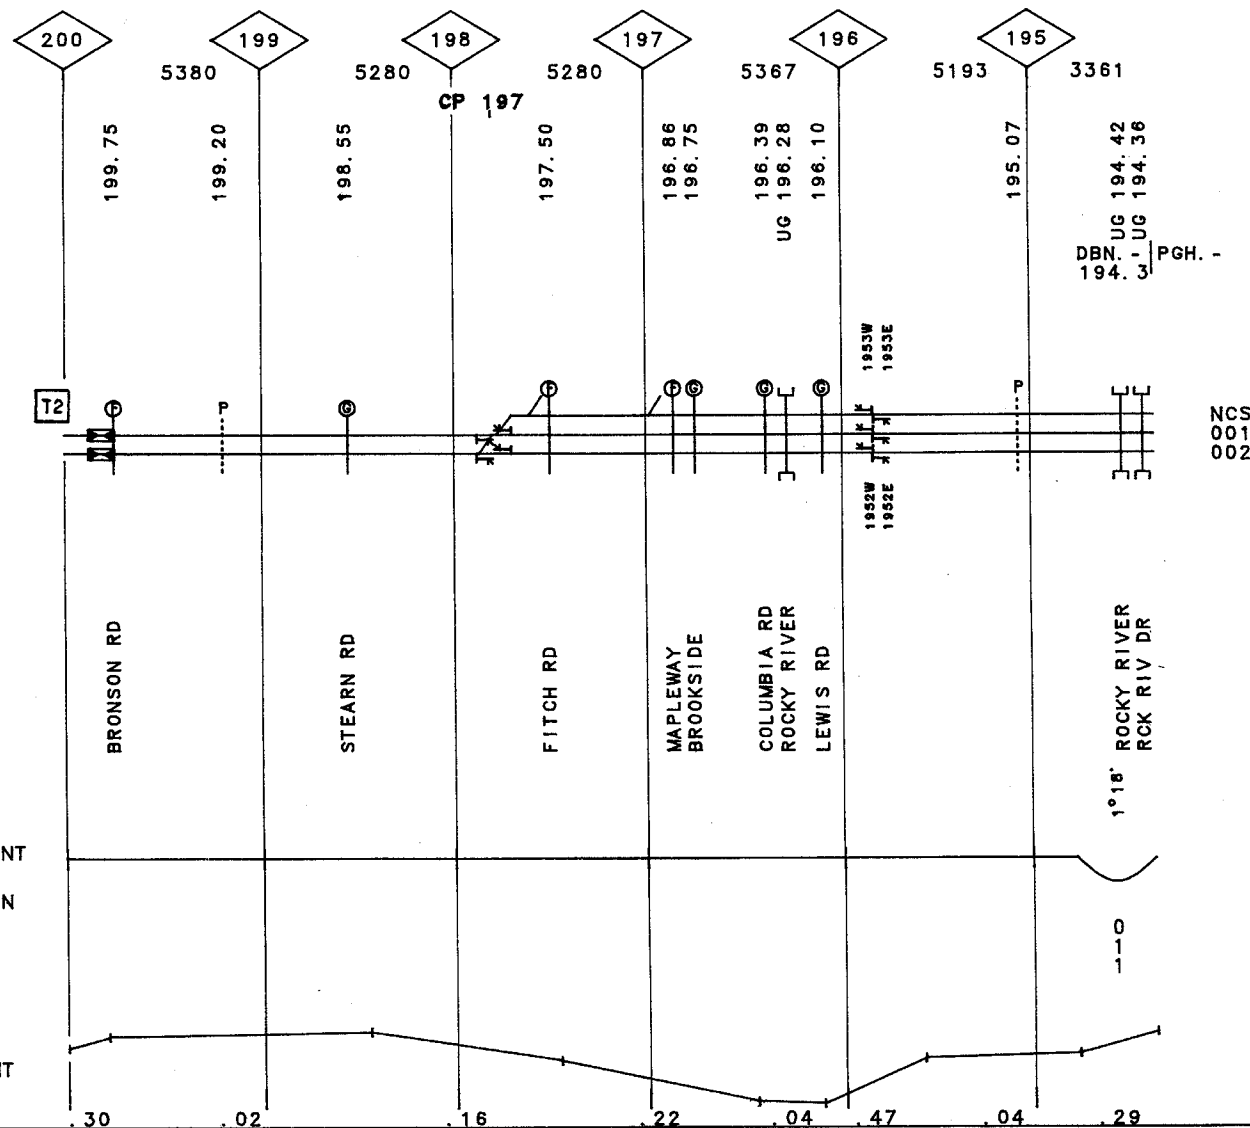 200 199 198 197 196 195
5380 5280 5280 5367 5193 3361
CP 197
199.75
199.20
198.55
197.50
196.86
196.75
196.39
UG 196.28
196.10
195.07
UG 194.42
UG 194.36
DBN. - PGH. -
194.3
1953W
1953E
T2
F P G F F G G G P
NCS
001
002
1952W
1952E
BRONSON RD
STEARN RD
FITCH RD
MAPLEWAY
BROOKSIDE
COLUMBIA RD
ROCKY RIVER
LEWIS RD
1°18' ROCKY RIVER
RCK RIV DR
NT
N
0
1
1
NT
.30 .02 .16 .22 .04 .47 .04 .29